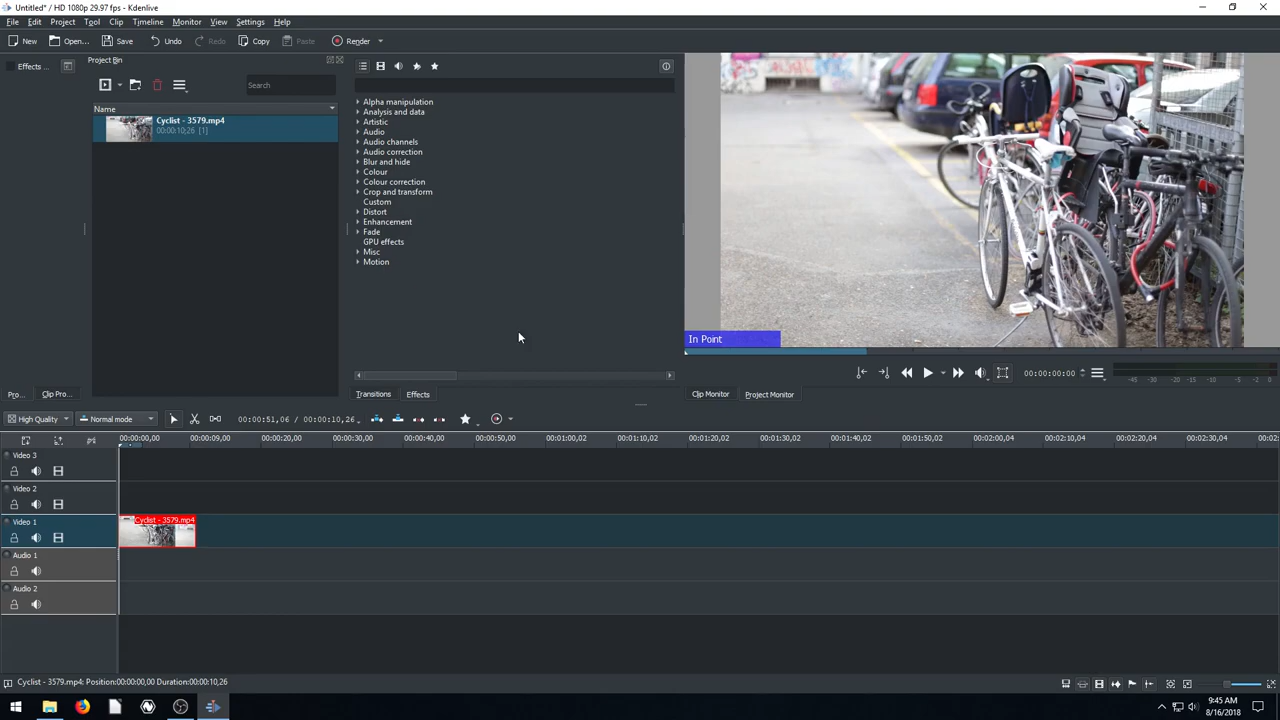 Untitled* / HD 1080p 29.97 fps - Kdenlive
File Edit Project Tool Clip Timeline Monitor View Settings Help
New Open... Save Undo Redo Copy Paste Render
Effects ...
Project Bin
Search
Name
Cyclist - 3579.mp4
00:00:10;26 [1]
Alpha manipulation
Analysis and data
Artistic
Audio
Audio channels
Audio correction
Blur and hide
Colour
Colour correction
Crop and transform
Custom
Distort
Enhancement
Fade
GPU effects
Misc
Motion
In Point
00:00:00;00
-45 -30 -20 -15 -10 -5 -2 0
Pro... Clip Pro...
Transitions Effects
Clip Monitor Project Monitor
High Quality Normal mode
00:00:51,06 / 00:00:10,26
00:00:00,00 00:00:09,00 00:00:20,00 00:00:30,00 00:00:40,00 00:00:50,00 00:01:00,02 00:01:10,02 00:01:20,02 00:01:30,02 00:01:40,02 00:01:50,02 00:02:00,04 00:02:10,04 00:02:20,04 00:02:30,04 00:02:
Video 3
Video 2
Video 1
Cyclist - 3579.mp4
Audio 1
Audio 2
Cyclist - 3579.mp4: Position:00:00:00,00 Duration:00:00:10,26
9:45 AM
8/16/2018